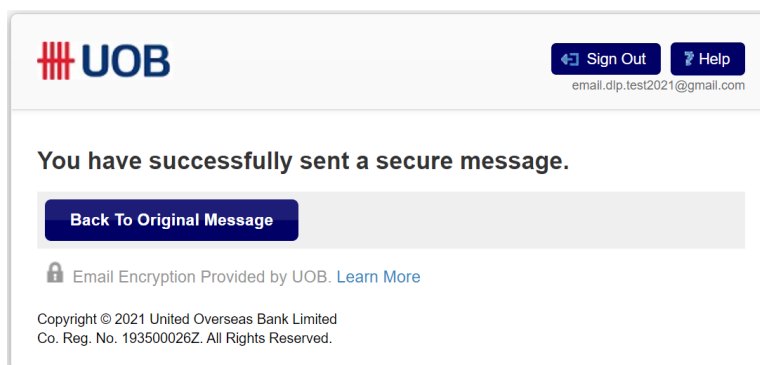 UOB
Sign Out
Help
email.dlp.test2021@gmail.com
You have successfully sent a secure message.
Back To Original Message
Email Encryption Provided by UOB. Learn More
Copyright © 2021 United Overseas Bank Limited
Co. Reg. No. 193500026Z. All Rights Reserved.